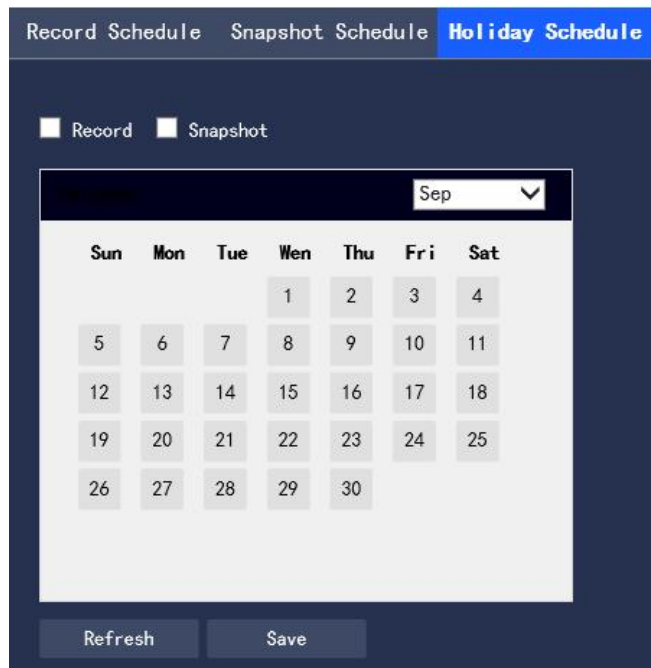 Record Schedule Snapshot Schedule Holiday Schedule
Record Snapshot
Sep
Sun Mon Tue Wen Thu Fri Sat
1 2 3 4
5 6 7 8 9 10 11
12 13 14 15 16 17 18
19 20 21 22 23 24 25
26 27 28 29 30
Refresh Save